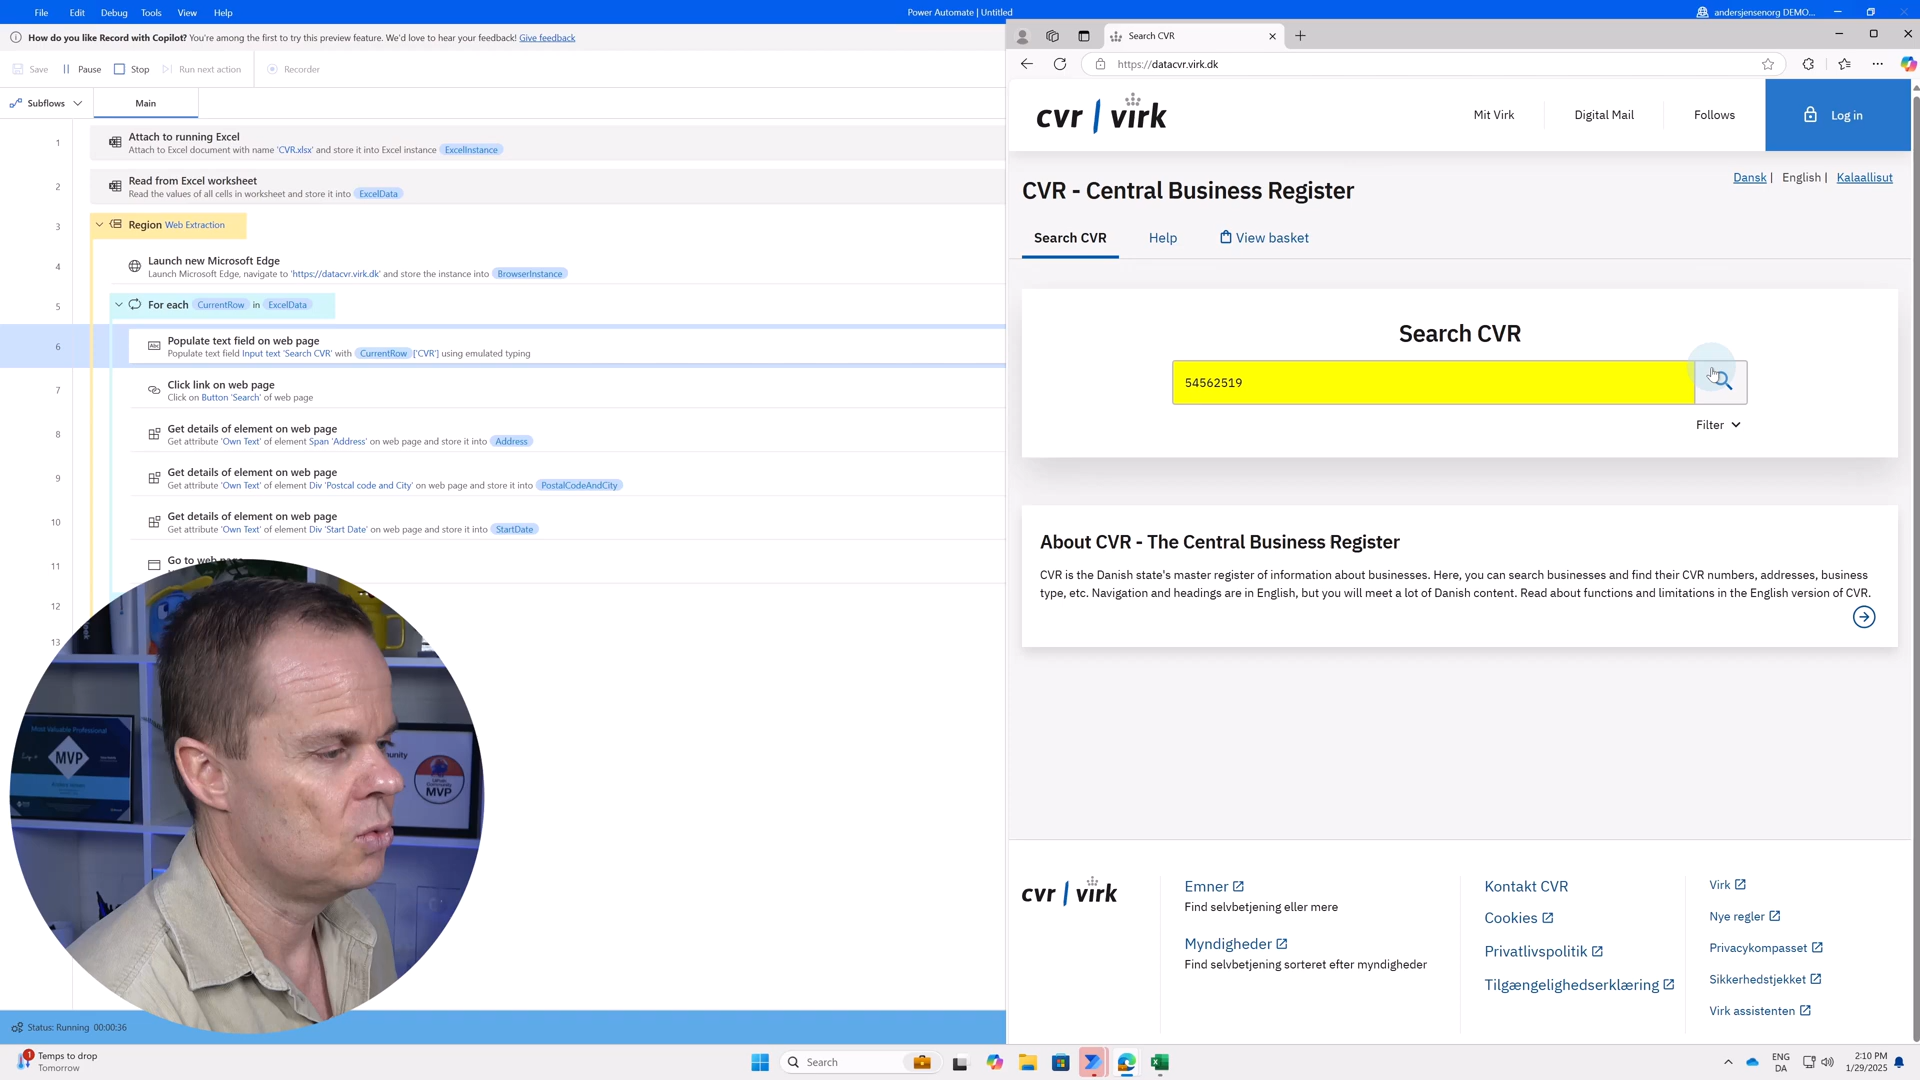 File Edit Debug Tools View Help
Power Automate | Untitled
andersjensenorg DEMO...
How do you like Record with Copilot? You're among the first to try this preview feature. We'd love to hear your feedback! Give feedback
Save Pause Stop Run next action Recorder
Subflows Main
1 Attach to running Excel
Attach to Excel document with name 'CVR.xlsx' and store it into Excel instance ExcelInstance
2 Read from Excel worksheet
Read the values of all cells in worksheet and store it into ExcelData
3 Region Web Extraction
4 Launch new Microsoft Edge
Launch Microsoft Edge, navigate to 'https://datacvr.virk.dk' and store the instance into BrowserInstance
5 For each CurrentRow in ExcelData
6 Populate text field on web page
Populate text field Input text 'Search CVR' with CurrentRow ['CVR'] using emulated typing
7 Click link on web page
Click on Button 'Search' of web page
8 Get details of element on web page
Get attribute 'Own Text' of element Span 'Address' on web page and store it into Address
9 Get details of element on web page
Get attribute 'Own Text' of element Div 'Postcal code and City' on web page and store it into PostalCodeAndCity
10 Get details of element on web page
Get attribute 'Own Text' of element Div 'Start Date' on web page and store it into StartDate
11 Go to web page
12
13
Most Valuable Professional
MVP
MVP
Status: Running 00:00:36
Search CVR
https://datacvr.virk.dk
cvr | virk
Mit Virk Digital Mail Follows Log in
CVR - Central Business Register
Dansk | English | Kalaallisut
Search CVR Help View basket
Search CVR
54562519
Filter
About CVR - The Central Business Register
CVR is the Danish state's master register of information about businesses. Here, you can search businesses and find their CVR numbers, addresses, business
type, etc. Navigation and headings are in English, but you will meet a lot of Danish content. Read about functions and limitations in the English version of CVR.
cvr | virk
Emner
Find selvbetjening eller mere
Myndigheder
Find selvbetjening sorteret efter myndigheder
Kontakt CVR
Cookies
Privatlivspolitik
Tilgængelighedserklæring
Virk
Nye regler
Privacykompasset
Sikkerhedstjekket
Virk assistenten
1
Temps to drop
Tomorrow
Search
ENG
DA
2:10 PM
1/29/2025